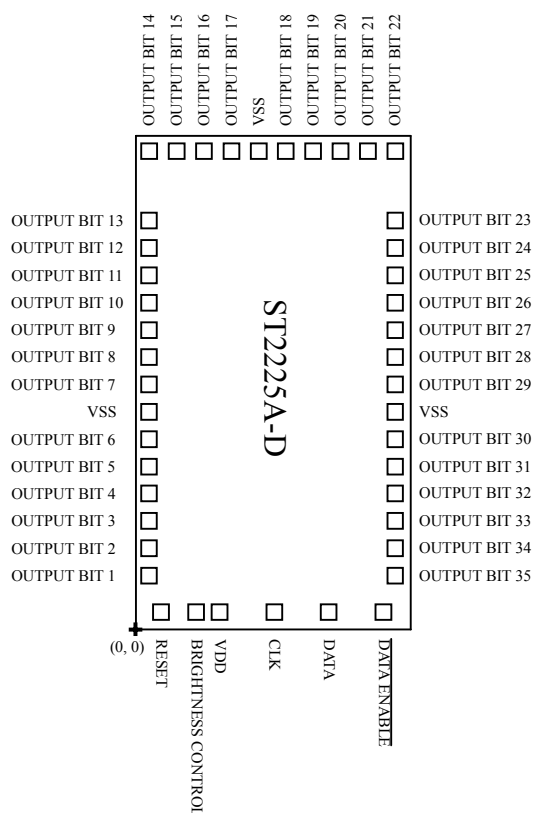 OUTPUT BIT 14
OUTPUT BIT 15
OUTPUT BIT 16
OUTPUT BIT 17
VSS
OUTPUT BIT 18
OUTPUT BIT 19
OUTPUT BIT 20
OUTPUT BIT 21
OUTPUT BIT 22
OUTPUT BIT 13
OUTPUT BIT 12
OUTPUT BIT 11
OUTPUT BIT 10
OUTPUT BIT 9
OUTPUT BIT 8
OUTPUT BIT 7
VSS
OUTPUT BIT 6
OUTPUT BIT 5
OUTPUT BIT 4
OUTPUT BIT 3
OUTPUT BIT 2
OUTPUT BIT 1
ST2225A-D
OUTPUT BIT 23
OUTPUT BIT 24
OUTPUT BIT 25
OUTPUT BIT 26
OUTPUT BIT 27
OUTPUT BIT 28
OUTPUT BIT 29
VSS
OUTPUT BIT 30
OUTPUT BIT 31
OUTPUT BIT 32
OUTPUT BIT 33
OUTPUT BIT 34
OUTPUT BIT 35
(0, 0)
RESET
BRIGHTNESS CONTROl
VDD
CLK
DATA
DATA ENABLE